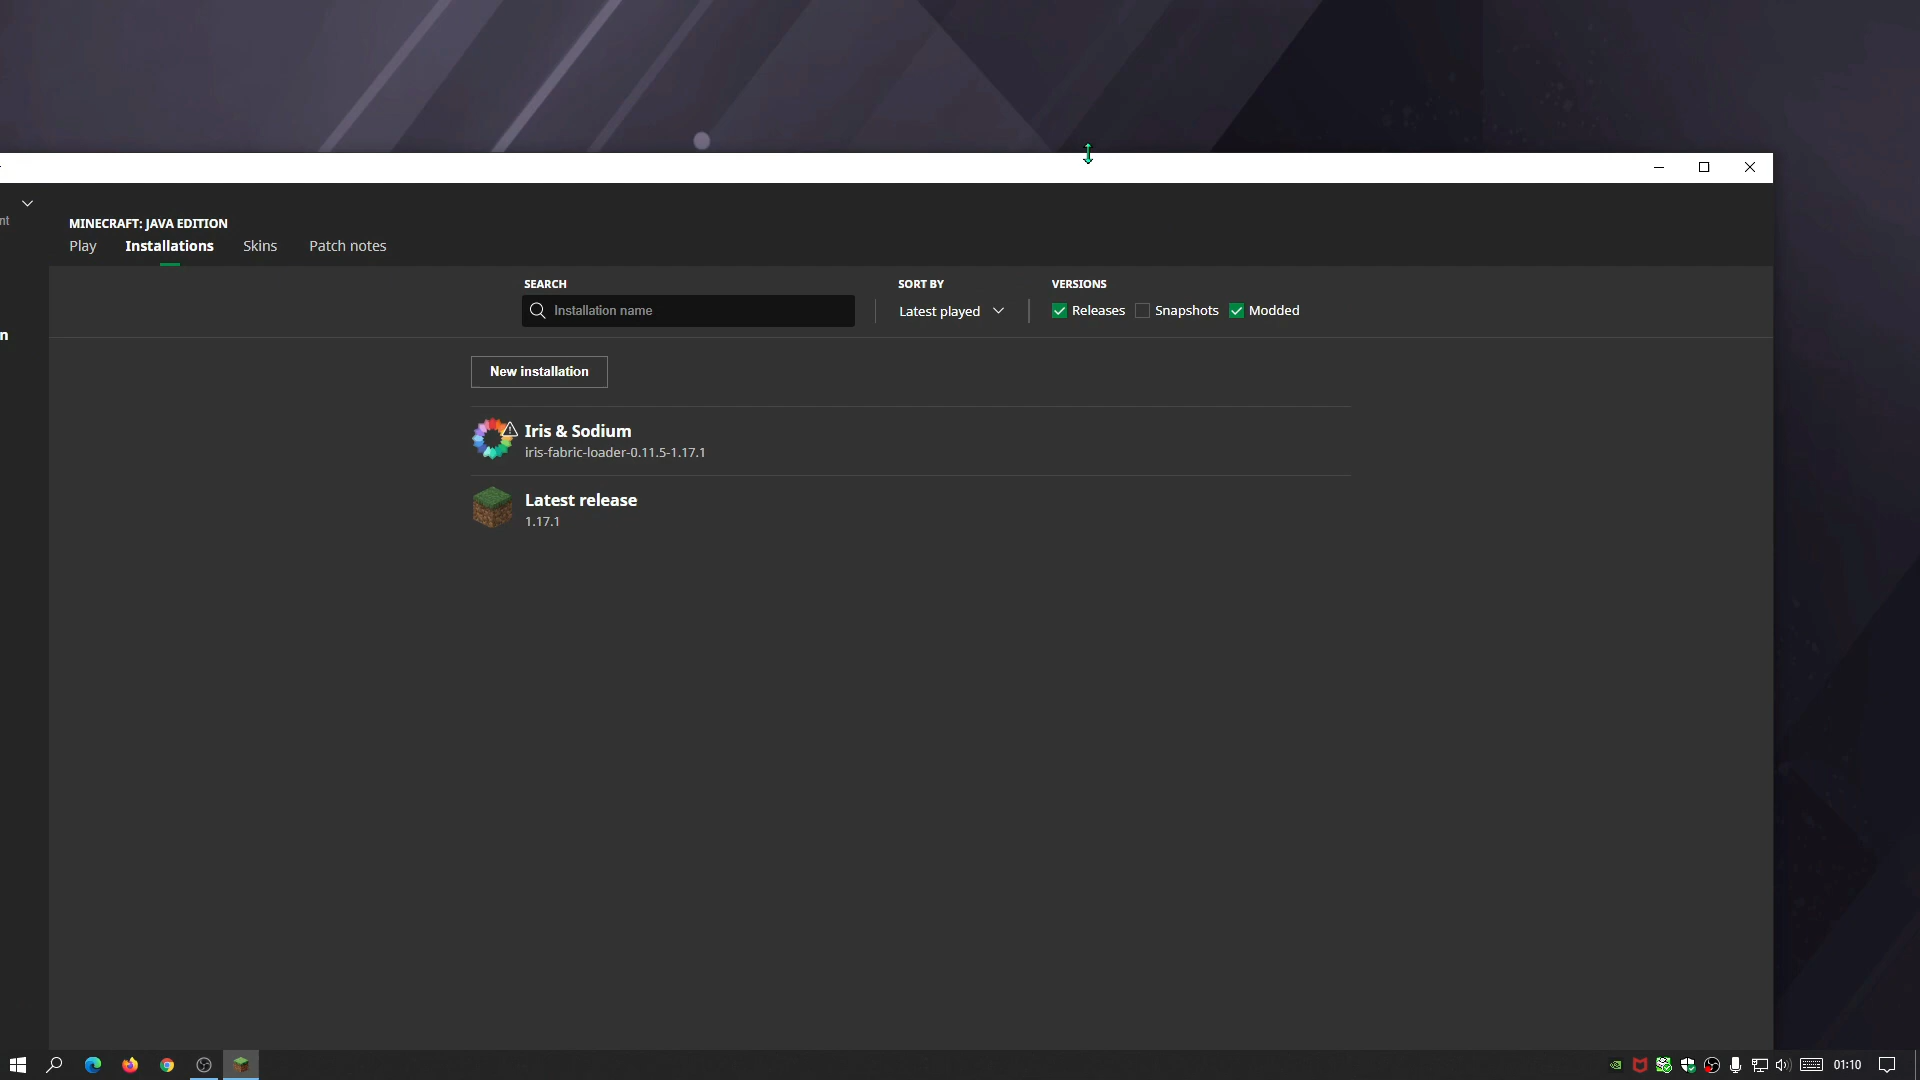 nt
MINECRAFT: JAVA EDITION
Play Installations Skins Patch notes
SEARCH SORT BY VERSIONS
Installation name Latest played Releases Snapshots Modded
n
New installation
Iris & Sodium
iris-fabric-loader-0.11.5-1.17.1
Latest release
1.17.1
01:10